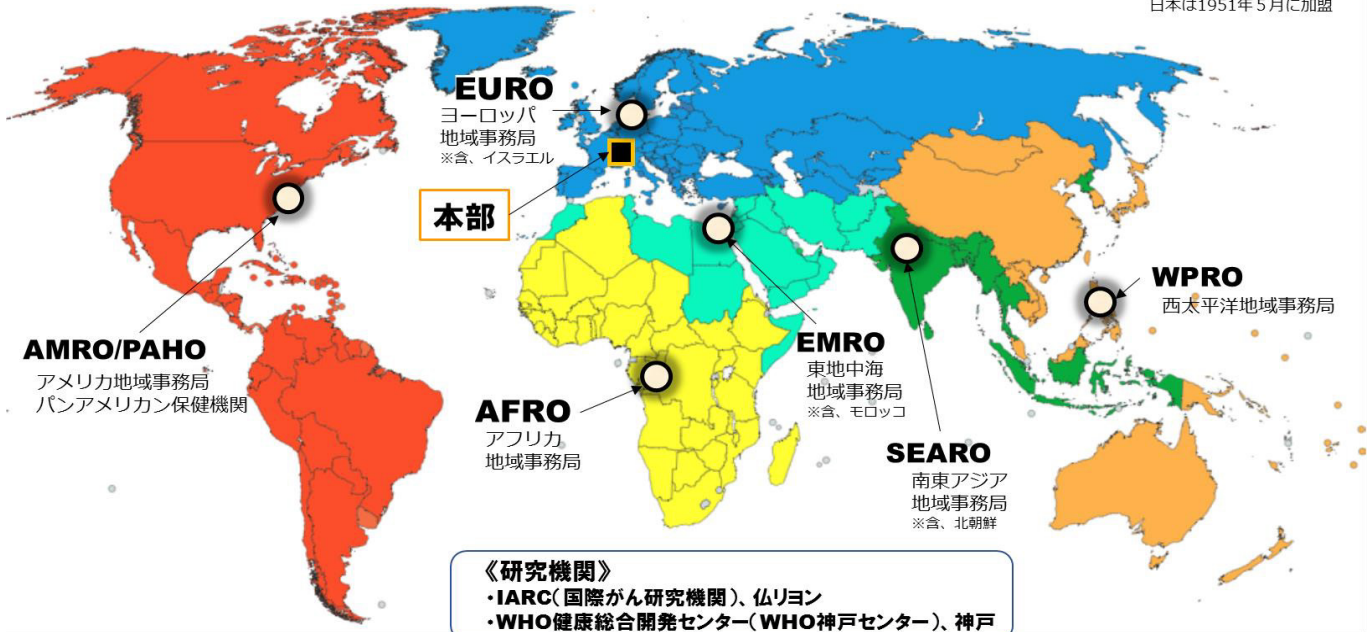 日本は1951年5月に加盟
EURO
ヨーロッパ
地域事務局
※含、イスラエル
本部
WPRO
西太平洋地域事務局
AMRO/PAHO
アメリカ地域事務局
パンアメリカン保健機関
EMRO
東地中海
地域事務局
※含、モロッコ
AFRO
アフリカ
地域事務局
SEARO
南東アジア
地域事務局
※含、北朝鮮
《研究機関》
・IARC(国際がん研究機関)、仏リヨン
・WHO健康総合開発センター(WHO神戸センター)、神戸